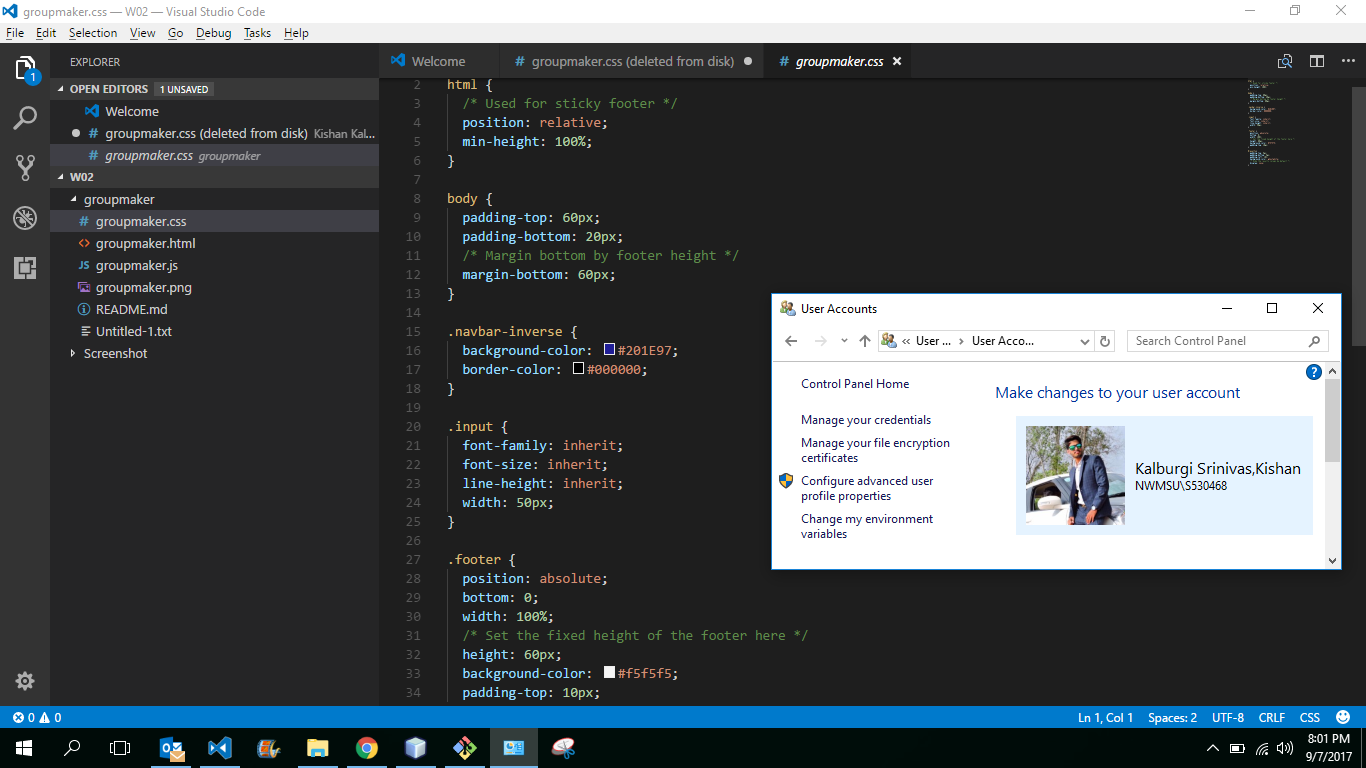 groupmaker.css — W02 — Visual Studio Code
File Edit Selection View Go Debug Tasks Help
1
EXPLORER
OPEN EDITORS 1 UNSAVED
Welcome
# groupmaker.css (deleted from disk) Kishan Kal...
# groupmaker.css groupmaker
W02
groupmaker
# groupmaker.css
<> groupmaker.html
JS groupmaker.js
groupmaker.png
README.md
Untitled-1.txt
Screenshot
Welcome # groupmaker.css (deleted from disk) # groupmaker.css
2 html {
3 /* Used for sticky footer */
4 position: relative;
5 min-height: 100%;
6 }
7
8 body {
9 padding-top: 60px;
10 padding-bottom: 20px;
11 /* Margin bottom by footer height */
12 margin-bottom: 60px;
13 }
14
15 .navbar-inverse {
16 background-color: #201E97;
17 border-color: #000000;
18 }
19
20 .input {
21 font-family: inherit;
22 font-size: inherit;
23 line-height: inherit;
24 width: 50px;
25 }
26
27 .footer {
28 position: absolute;
29 bottom: 0;
30 width: 100%;
31 /* Set the fixed height of the footer here */
32 height: 60px;
33 background-color: #f5f5f5;
34 padding-top: 10px;
User Accounts
« User ... › User Acco...
Search Control Panel
Control Panel Home
Manage your credentials
Manage your file encryption
certificates
Configure advanced user
profile properties
Change my environment
variables
?
Make changes to your user account
Kalburgi Srinivas,Kishan
NWMSU\S530468
0 0
Ln 1, Col 1 Spaces: 2 UTF-8 CRLF CSS
8:01 PM
9/7/2017